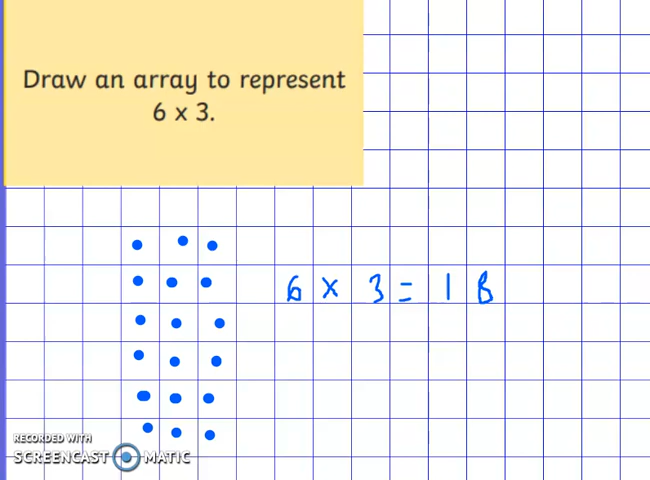 Draw an array to represent
6 x 3.
6 x 3 = 18
RECORDED WITH
SCREENCAST MATIC